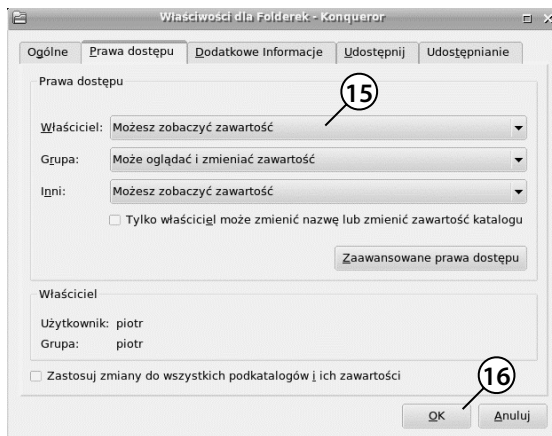 Właściwości dla Folderek - Konqueror
Ogólne Prawa dostępu Dodatkowe Informacje Udostępnij Udostępnianie
Prawa dostępu
15
Właściciel: Możesz zobaczyć zawartość
Grupa: Może oglądać i zmieniać zawartość
Inni: Możesz zobaczyć zawartość
Tylko właściciel może zmienić nazwę lub zmienić zawartość katalogu
Zaawansowane prawa dostępu
Właściciel
Użytkownik: piotr
Grupa: piotr
Zastosuj zmiany do wszystkich podkatalogów i ich zawartości
16
OK Anuluj